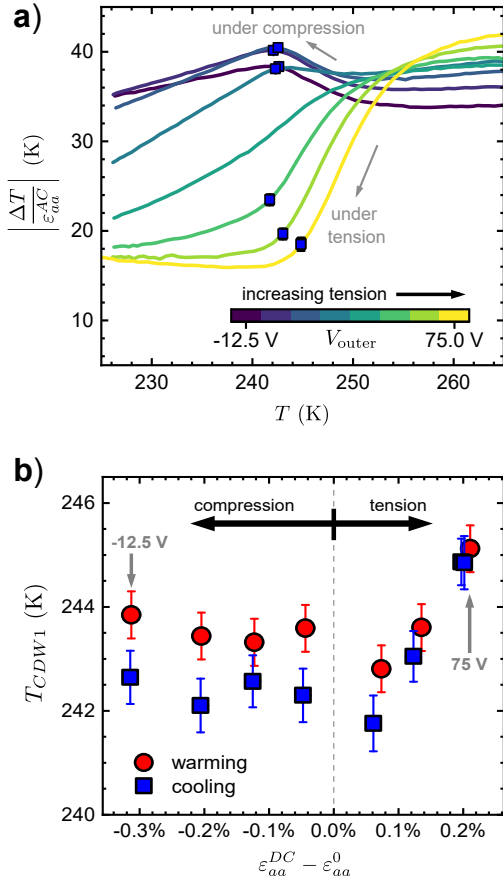 a)
under compression
under tension
increasing tension
-12.5 V
V_outer
75.0 V
|ΔT / ε_aa^AC| (K)
50
40
30
20
10
230
240
250
260
T (K)
b)
compression
tension
-12.5 V
75 V
warming
cooling
T_CDW1 (K)
246
244
242
240
-0.3%
-0.2%
-0.1%
0.0%
0.1%
0.2%
ε_aa^DC − ε_aa^0